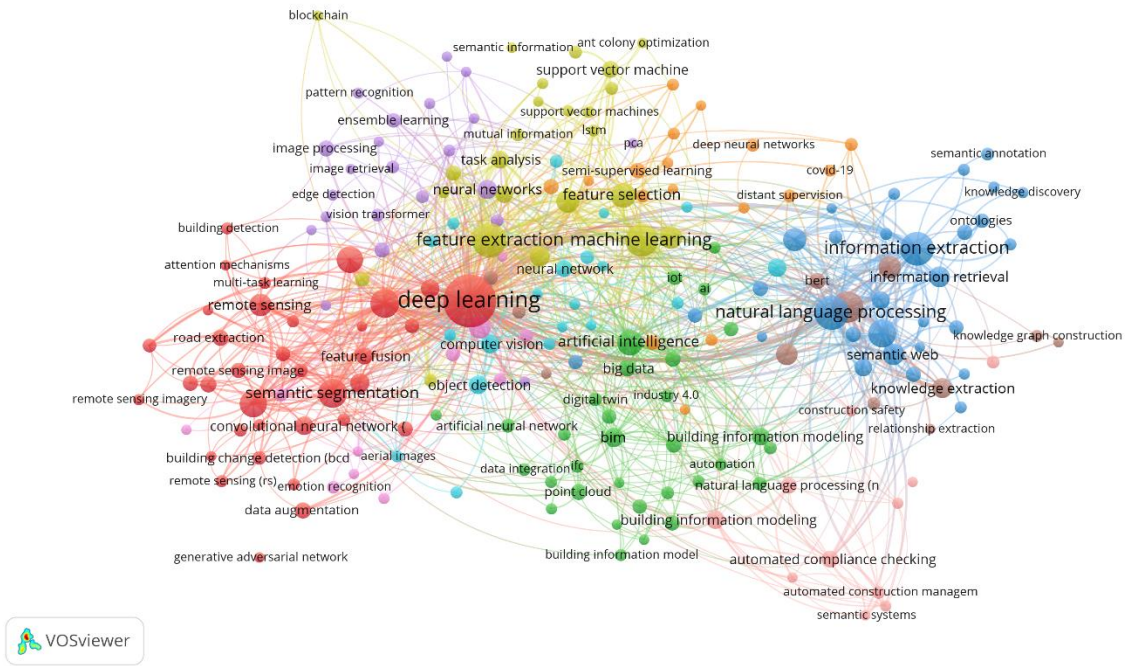 blockchain
semantic information
ant colony optimization
support vector machine
pattern recognition
support vector machines
ensemble learning
mutual information
lstm
image processing
task analysis
pca
deep neural networks
semantic annotation
image retrieval
semi-supervised learning
covid-19
edge detection
neural networks
feature selection
distant supervision
knowledge discovery
vision transformer
building detection
ontologies
feature extraction
machine learning
information extraction
attention mechanisms
neural network
multi-task learning
iot
bert
information retrieval
ai
deep learning
remote sensing
natural language processing
road extraction
computer vision
artificial intelligence
knowledge graph construction
feature fusion
semantic web
remote sensing image
big data
object detection
knowledge extraction
semantic segmentation
remote sensing imagery
digital twin
industry 4.0
construction safety
convolutional neural network (
artificial neural network
relationship extraction
bim
building information modeling
building change detection (bcd
aerial images
data integration
ifc
automation
remote sensing (rs)
emotion recognition
point cloud
natural language processing (n
data augmentation
building information modeling
generative adversarial network
building information model
automated compliance checking
automated construction managem
semantic systems
VOSviewer